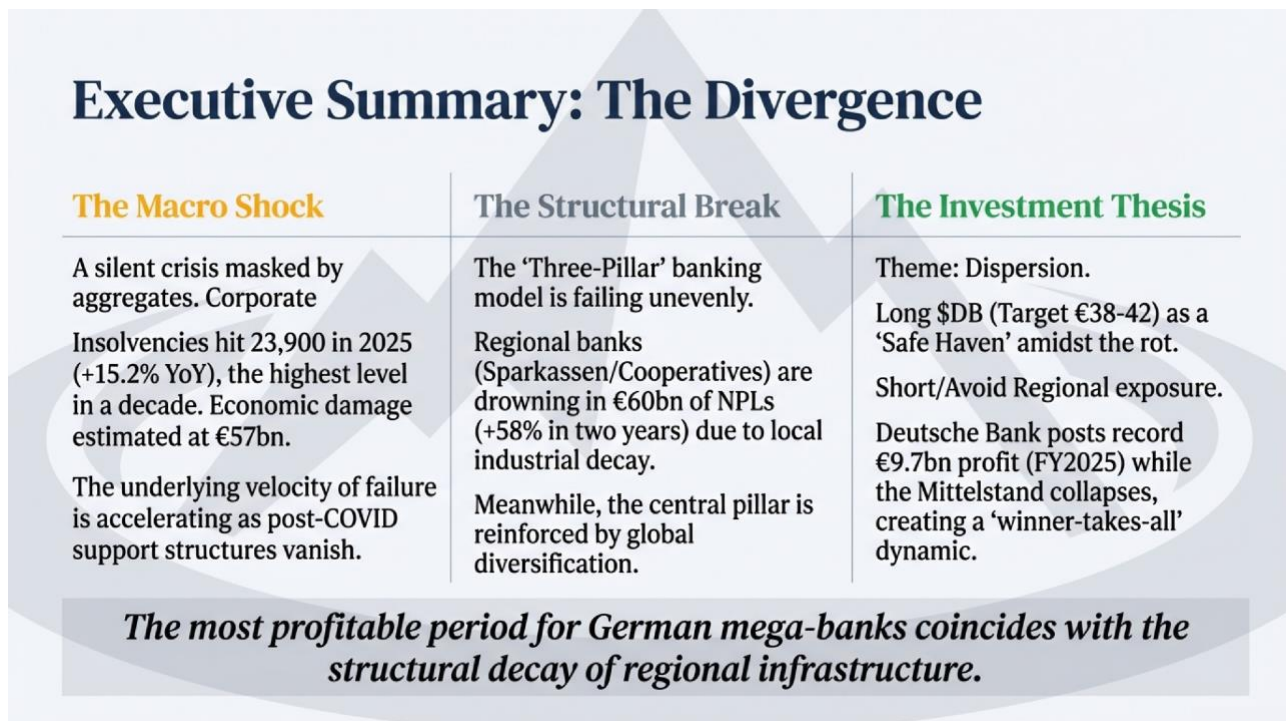 Executive Summary: The Divergence
The Macro Shock
A silent crisis masked by
aggregates. Corporate
Insolvencies hit 23,900 in 2025
(+15.2% YoY), the highest level
in a decade. Economic damage
estimated at €57bn.
The underlying velocity of failure
is accelerating as post-COVID
support structures vanish.
The Structural Break
The ‘Three-Pillar’ banking
model is failing unevenly.
Regional banks
(Sparkassen/Cooperatives) are
drowning in €60bn of NPLs
(+58% in two years) due to local
industrial decay.
Meanwhile, the central pillar is
reinforced by global
diversification.
The Investment Thesis
Theme: Dispersion.
Long $DB (Target €38-42) as a
‘Safe Haven’ amidst the rot.
Short/Avoid Regional exposure.
Deutsche Bank posts record
€9.7bn profit (FY2025) while
the Mittelstand collapses,
creating a ‘winner-takes-all’
dynamic.
The most profitable period for German mega-banks coincides with the
structural decay of regional infrastructure.